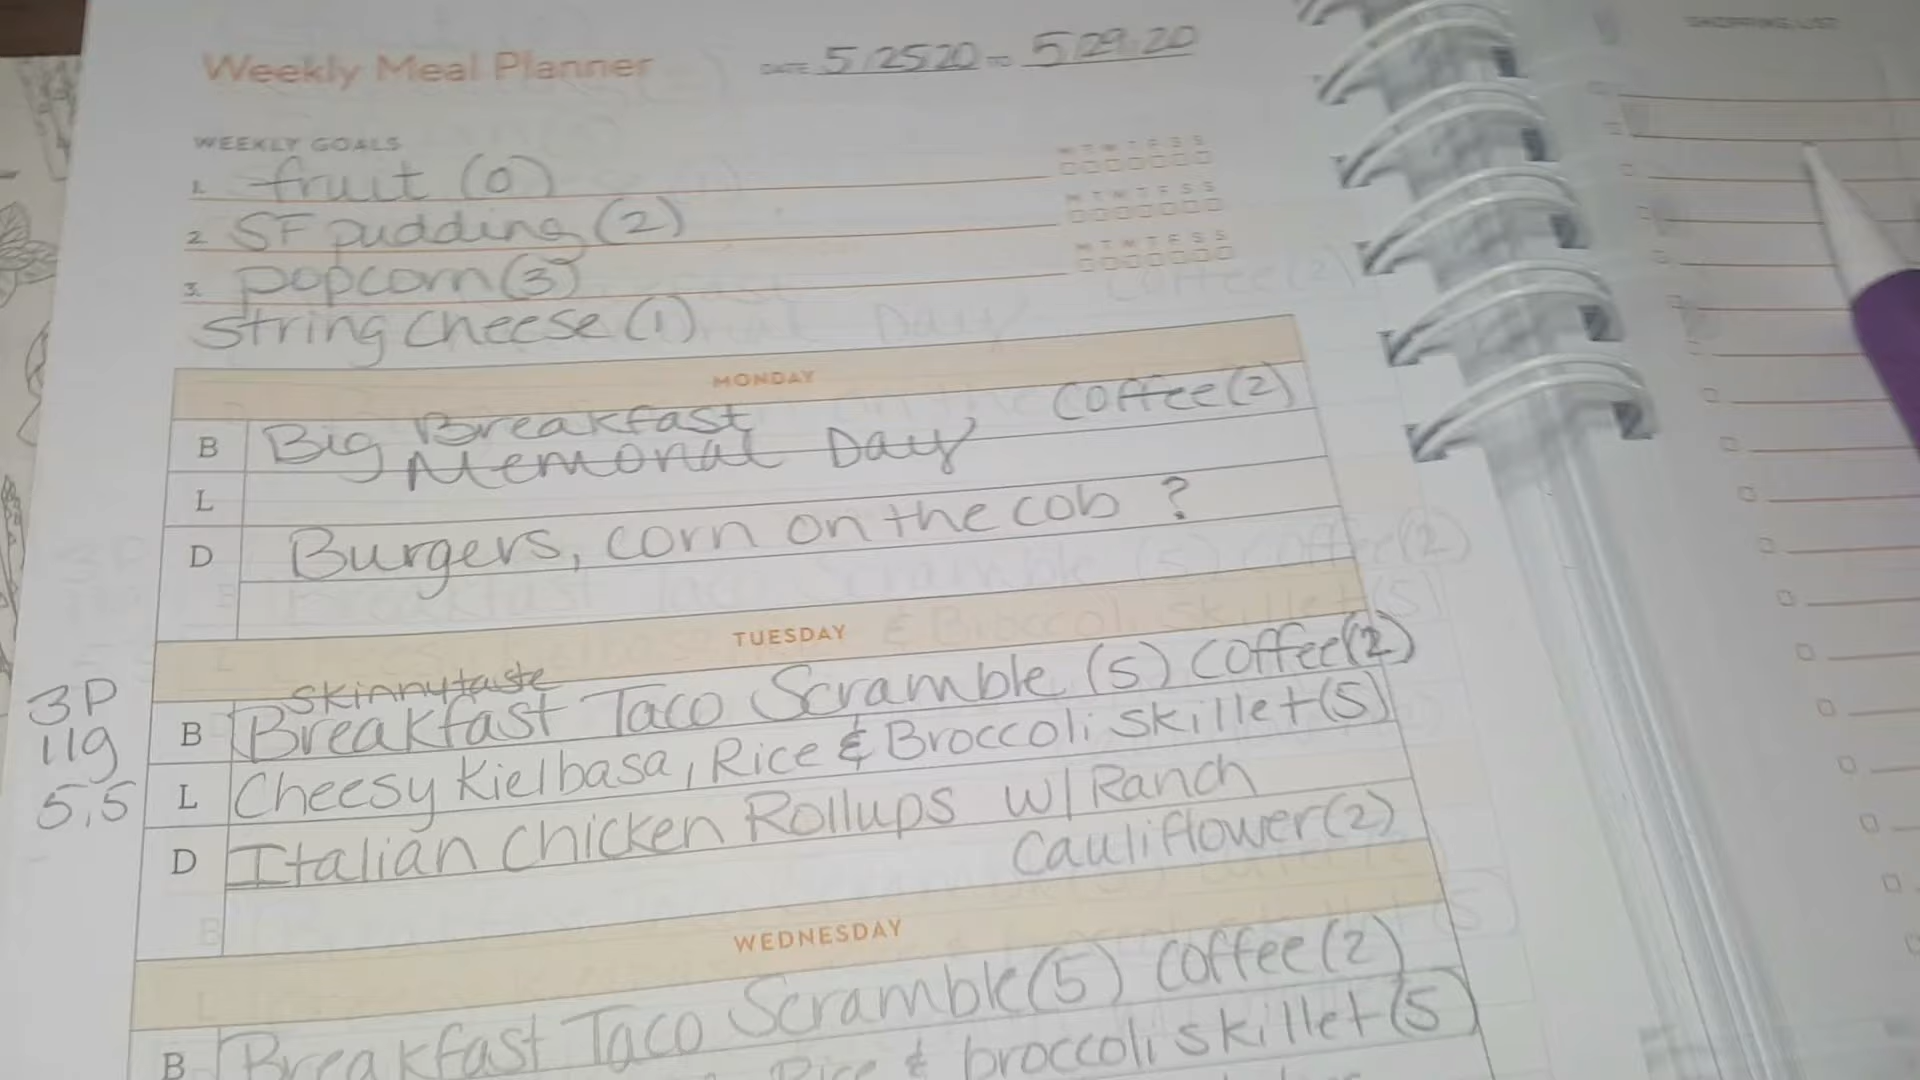 SHOPPING LIST
Weekly Meal Planner DATE 5/25 20 TO 5/29.20
WEEKLY GOALS
1. fruit (0) M T W T F S S
2. SF pudding (2) M T W T F S S
3. popcorn (3) M T W T F S S
String cheese (1)
MONDAY
Breakfast coffee (2)
B Big Memorial Day
L
D Burgers, corn on the cob ?
TUESDAY
skinnytaste
3P B Breakfast Taco Scramble (5) coffee (2)
11g
5,5 L Cheesy Kielbasa, Rice & Broccoli skillet (5)
D Italian Chicken Rollups w/ Ranch
Cauliflower (2)
WEDNESDAY
B Breakfast Taco Scramble (5) coffee (2)
Rice & broccoli skillet (5)